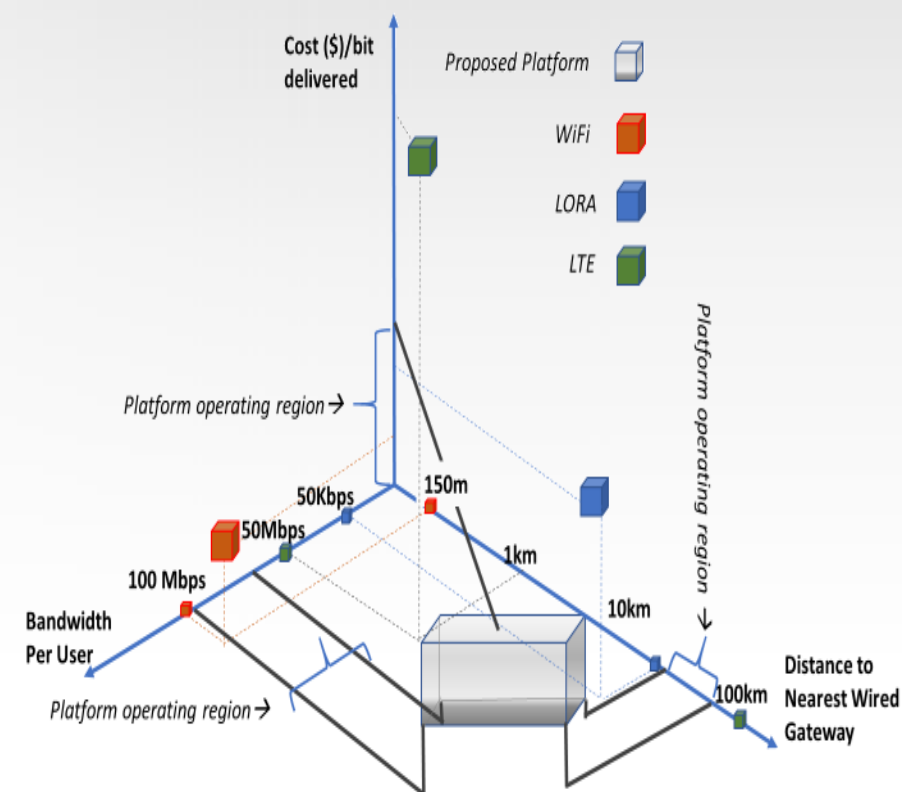 Cost ($)/bit
delivered
Proposed Platform
WiFi
LORA
LTE
Platform operating region →
Platform operating region →
150m
50Kbps
50Mbps
1km
100 Mbps
10km
Bandwidth
Per User
Distance to
Nearest Wired
Gateway
100km
Platform operating region →